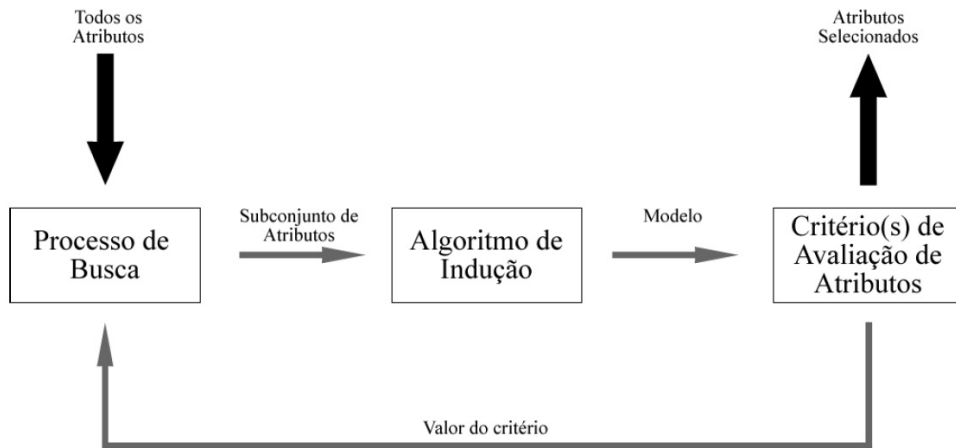 Todos os
Atributos
Atributos
Selecionados
Processo de
Busca
Subconjunto de
Atributos
Algoritmo de
Indução
Modelo
Critério(s) de
Avaliação de
Atributos
Valor do critério